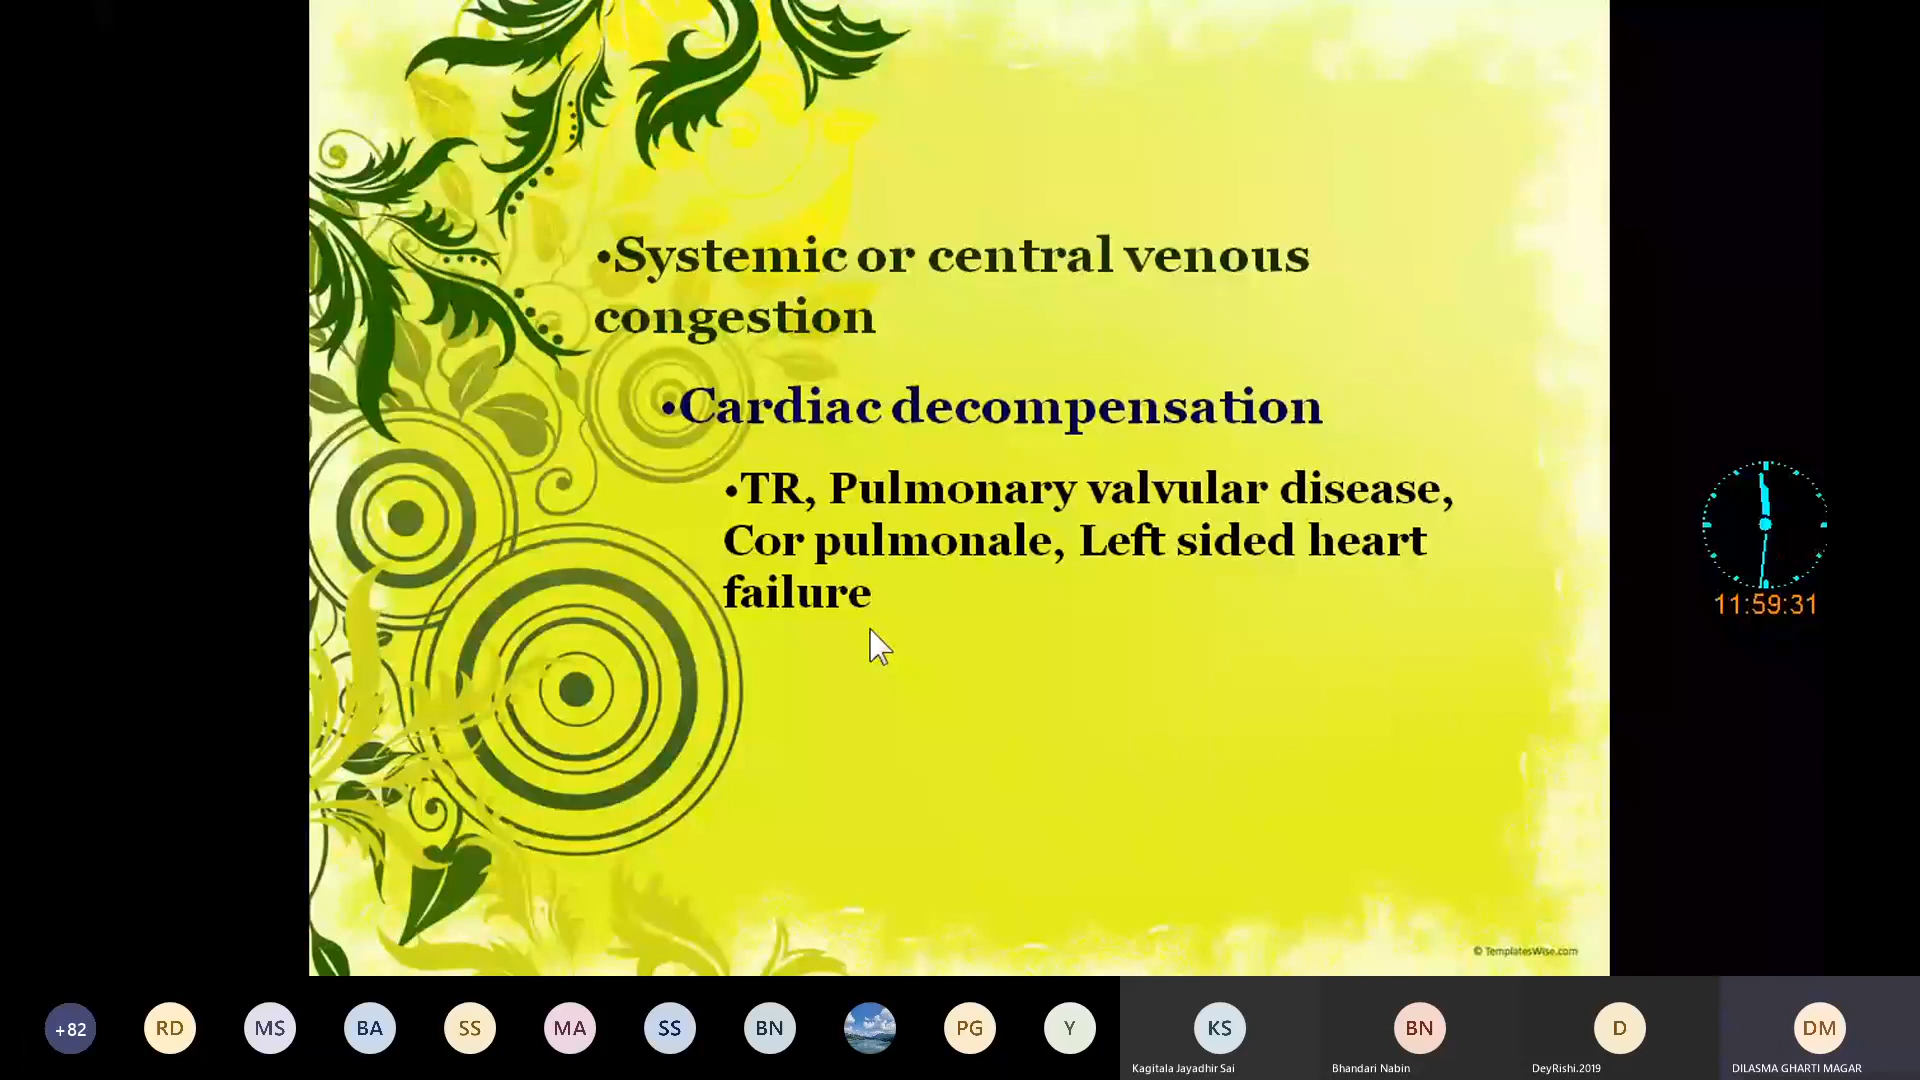 •Systemic or central venous
congestion
•Cardiac decompensation
•TR, Pulmonary valvular disease,
Cor pulmonale, Left sided heart
failure
11:59:31
© TemplatesWise.com
+82
RD
MS
BA
SS
MA
SS
BN
PG
Y
KS
BN
D
DM
Kagitala Jayadhir Sai
Bhandari Nabin
DeyRishi.2019
DILASMA GHARTI MAGAR